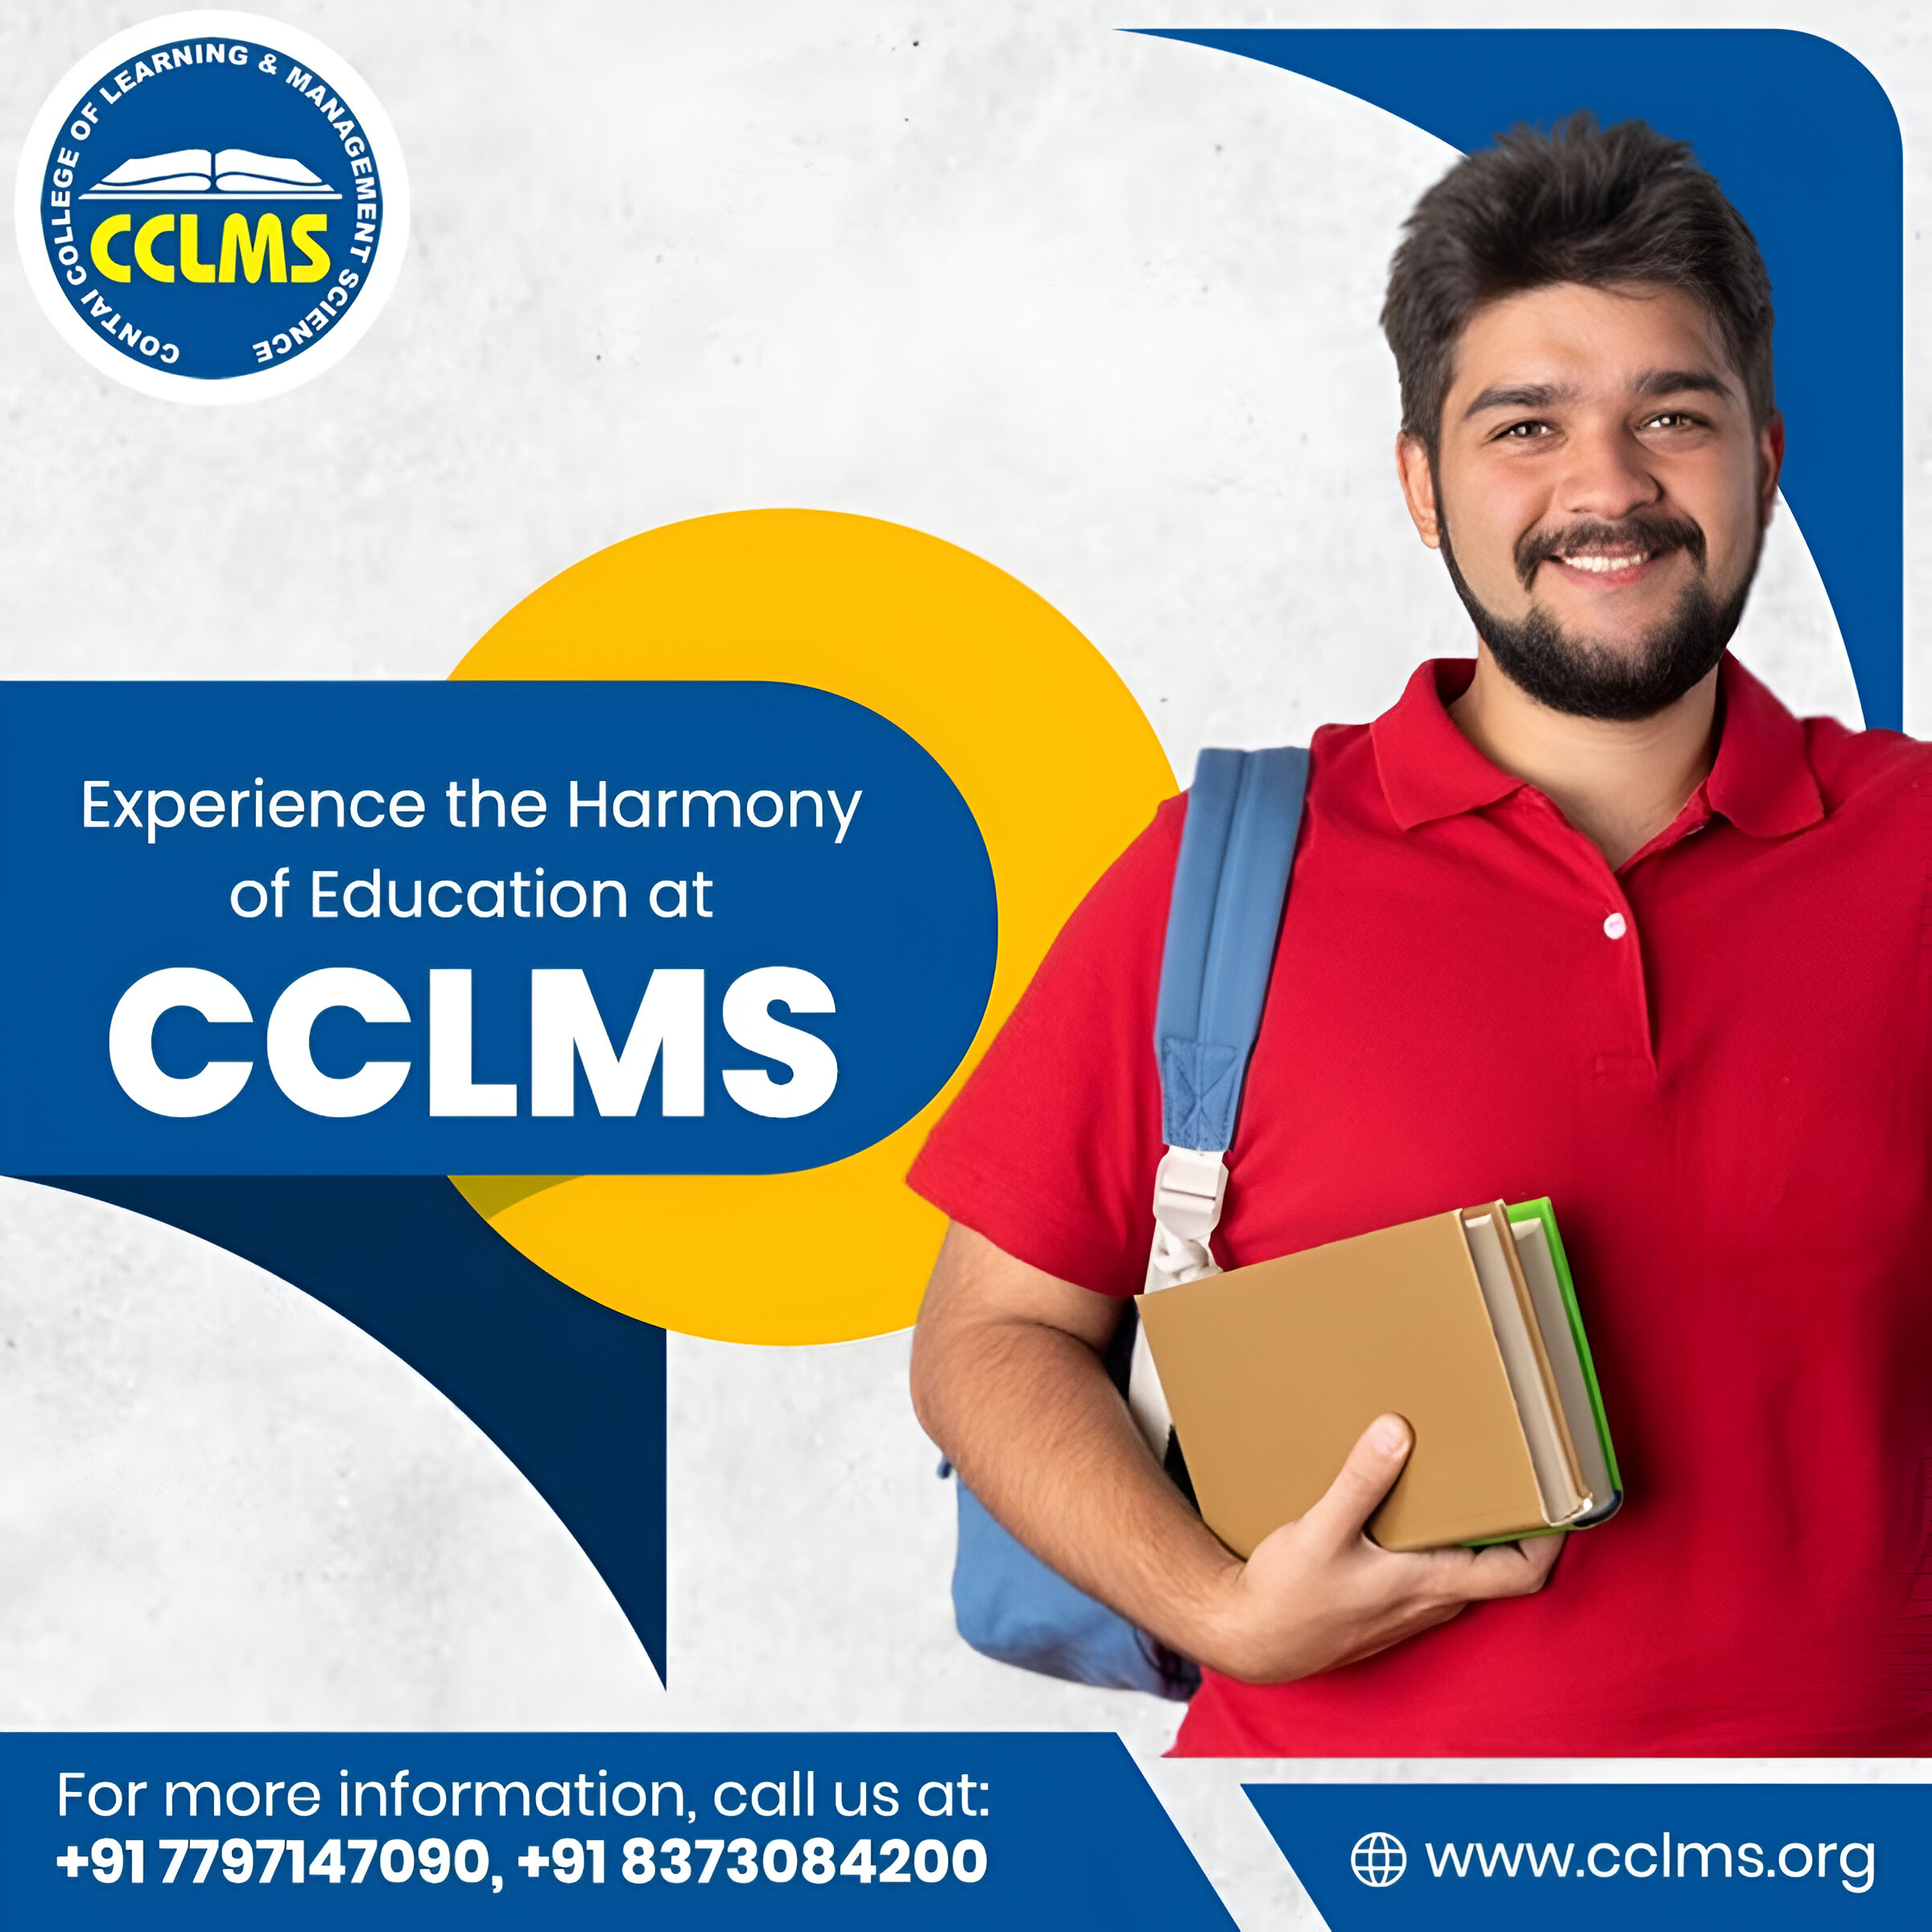 CONTAI COLLEGE OF LEARNING & MANAGEMENT SCIENCE
CCLMS
Experience the Harmony
of Education at
CCLMS
For more information, call us at:
+91 7797147090, +91 8373084200
www.cclms.org